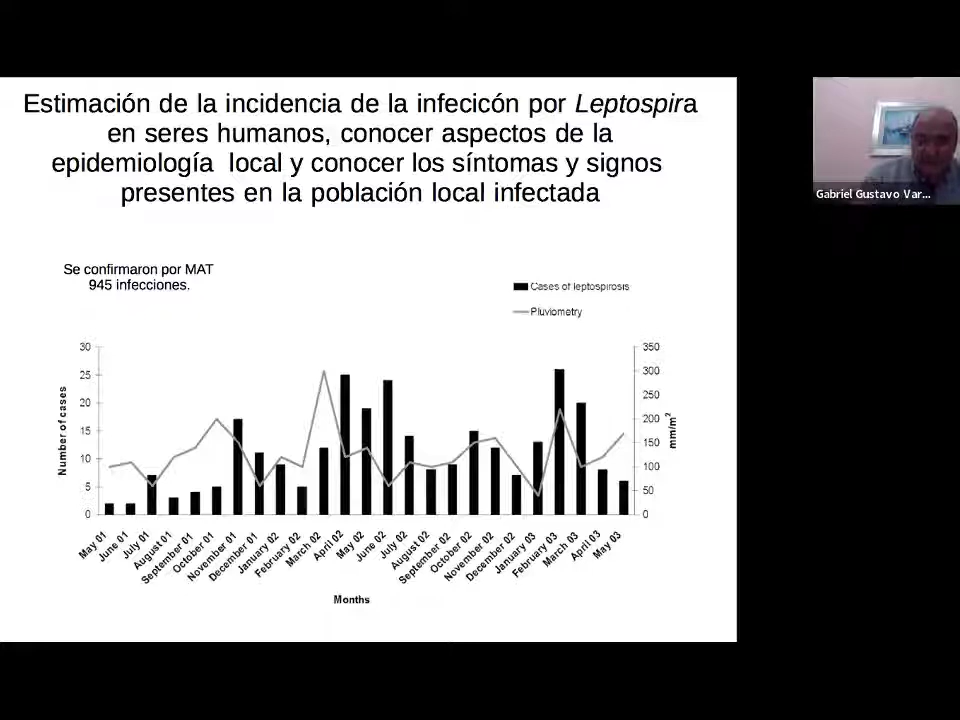 Estimación de la incidencia de la infecicón por Leptospira
en seres humanos, conocer aspectos de la
epidemiología local y conocer los síntomas y signos
presentes en la población local infectada
Gabriel Gustavo Var...
Se confirmaron por MAT
945 infecciones.
Cases of leptospirosis
Pluviometry
30
25
20
15
10
5
0
Number of cases
350
300
250
200
150
100
50
0
mm/m²
May 01
June 01
July 01
August 01
September 01
October 01
November 01
December 01
January 02
February 02
March 02
April 02
May 02
June 02
July 02
August 02
September 02
October 02
November 02
December 02
January 03
February 03
March 03
April 03
May 03
Months